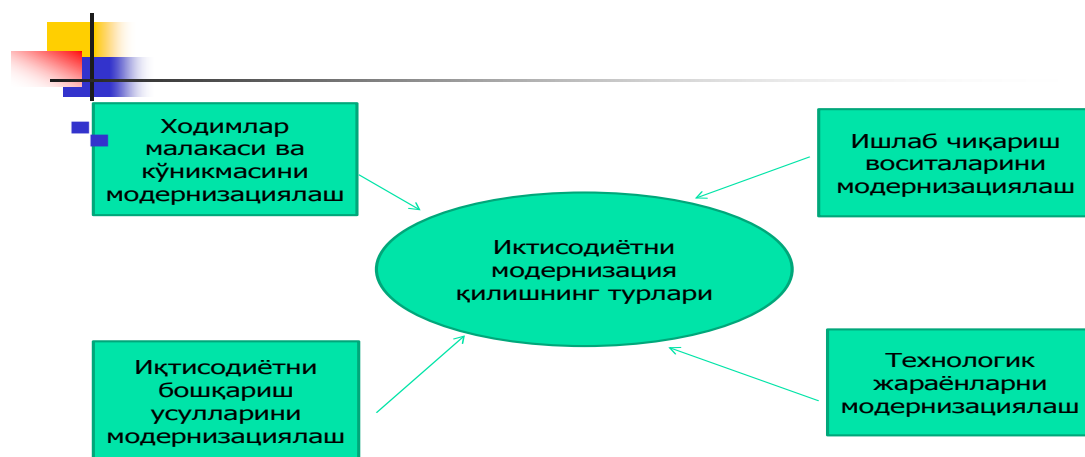 Ходимлар
малакаси ва
кўникмасини
модернизациялаш
Ишлаб чиқариш
воситаларини
модернизациялаш
Иктисодиётни
модернизация
қилишнинг турлари
Иқтисодиётни
бошқариш
усулларини
модернизациялаш
Технологик
жараёнларни
модернизациялаш